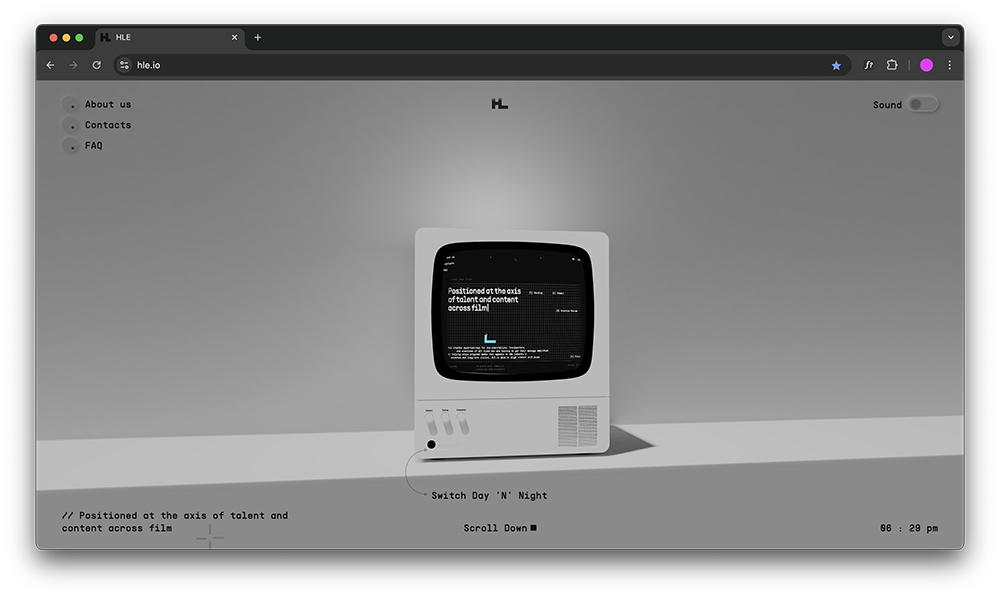 HLE
hle.io
About us
Contacts
FAQ
HL
Sound
Positioned at the axis
of talent and content
across film
Switch Day 'N' Night
// Positioned at the axis of talent and
content across film
Scroll Down
06 : 29 pm